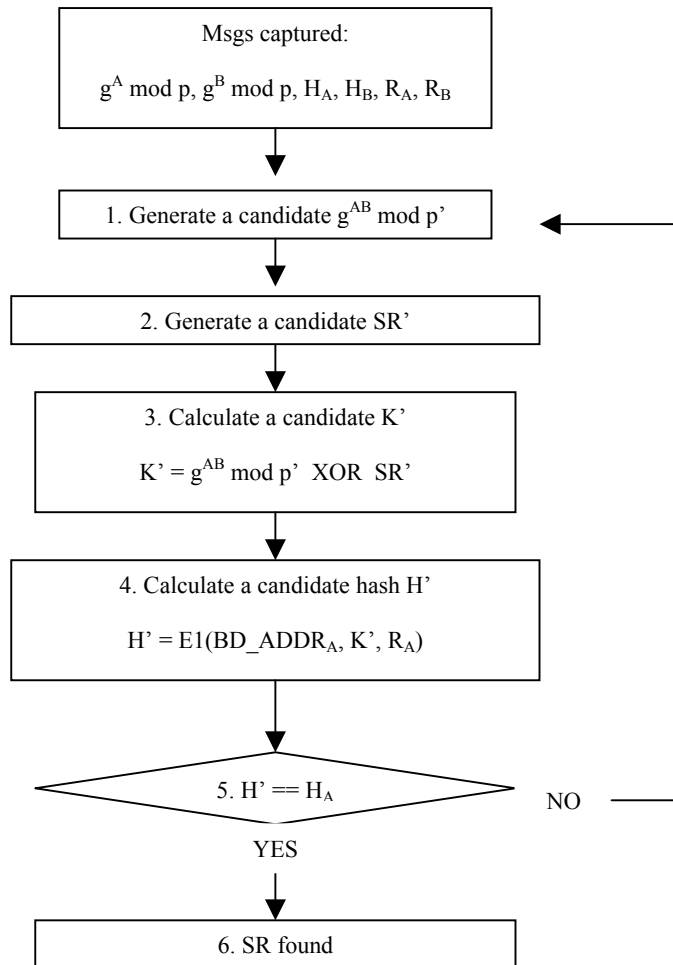 Msgs captured:
g^A mod p, g^B mod p, H_A, H_B, R_A, R_B
1. Generate a candidate g^AB mod p’
2. Generate a candidate SR’
3. Calculate a candidate K’
K’ = g^AB mod p’ XOR SR’
4. Calculate a candidate hash H’
H’ = E1(BD_ADDR_A, K’, R_A)
5. H’ == H_A
NO
YES
6. SR found